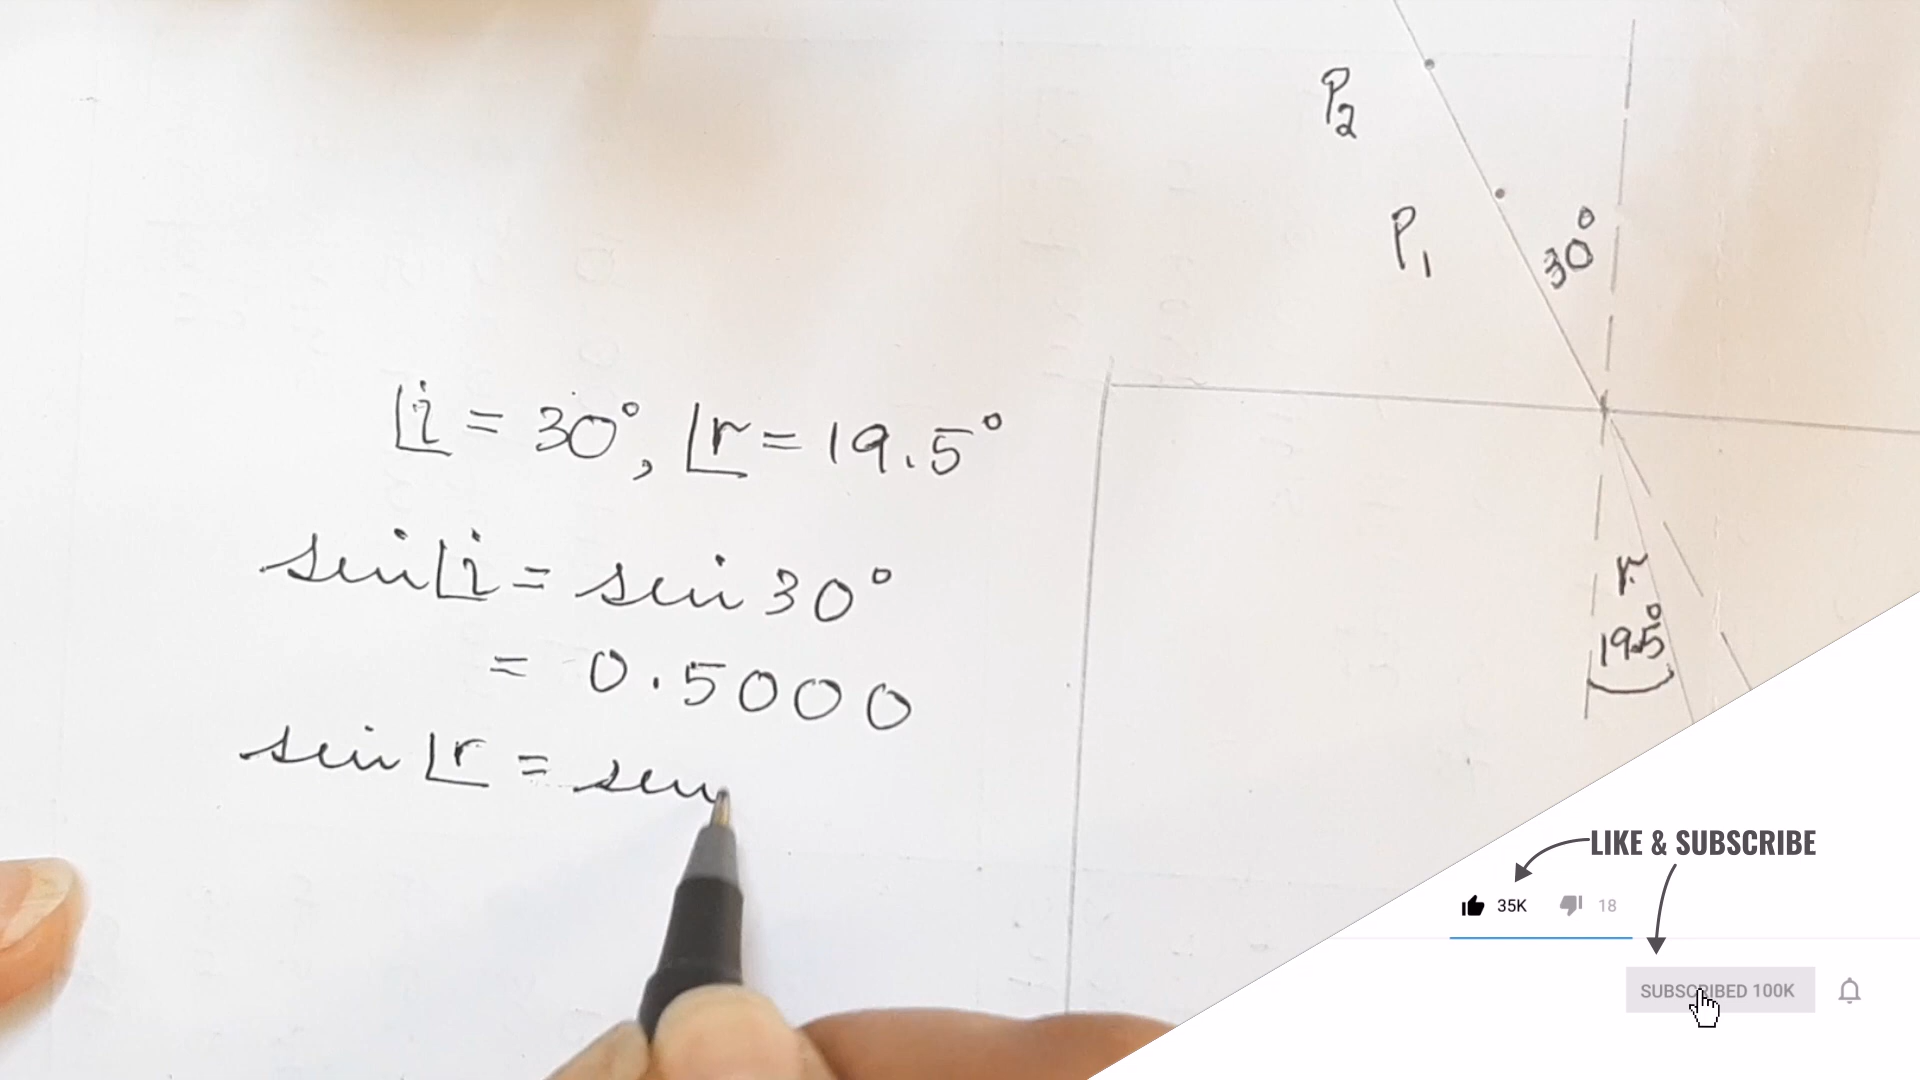 P2
P1
30°
∠i = 30°, ∠r = 19.5°
sin∠i = sin 30°
= 0.5000
sin ∠r = sin
r
19.5°
LIKE & SUBSCRIBE
35K 18
SUBSCRIBED 100K